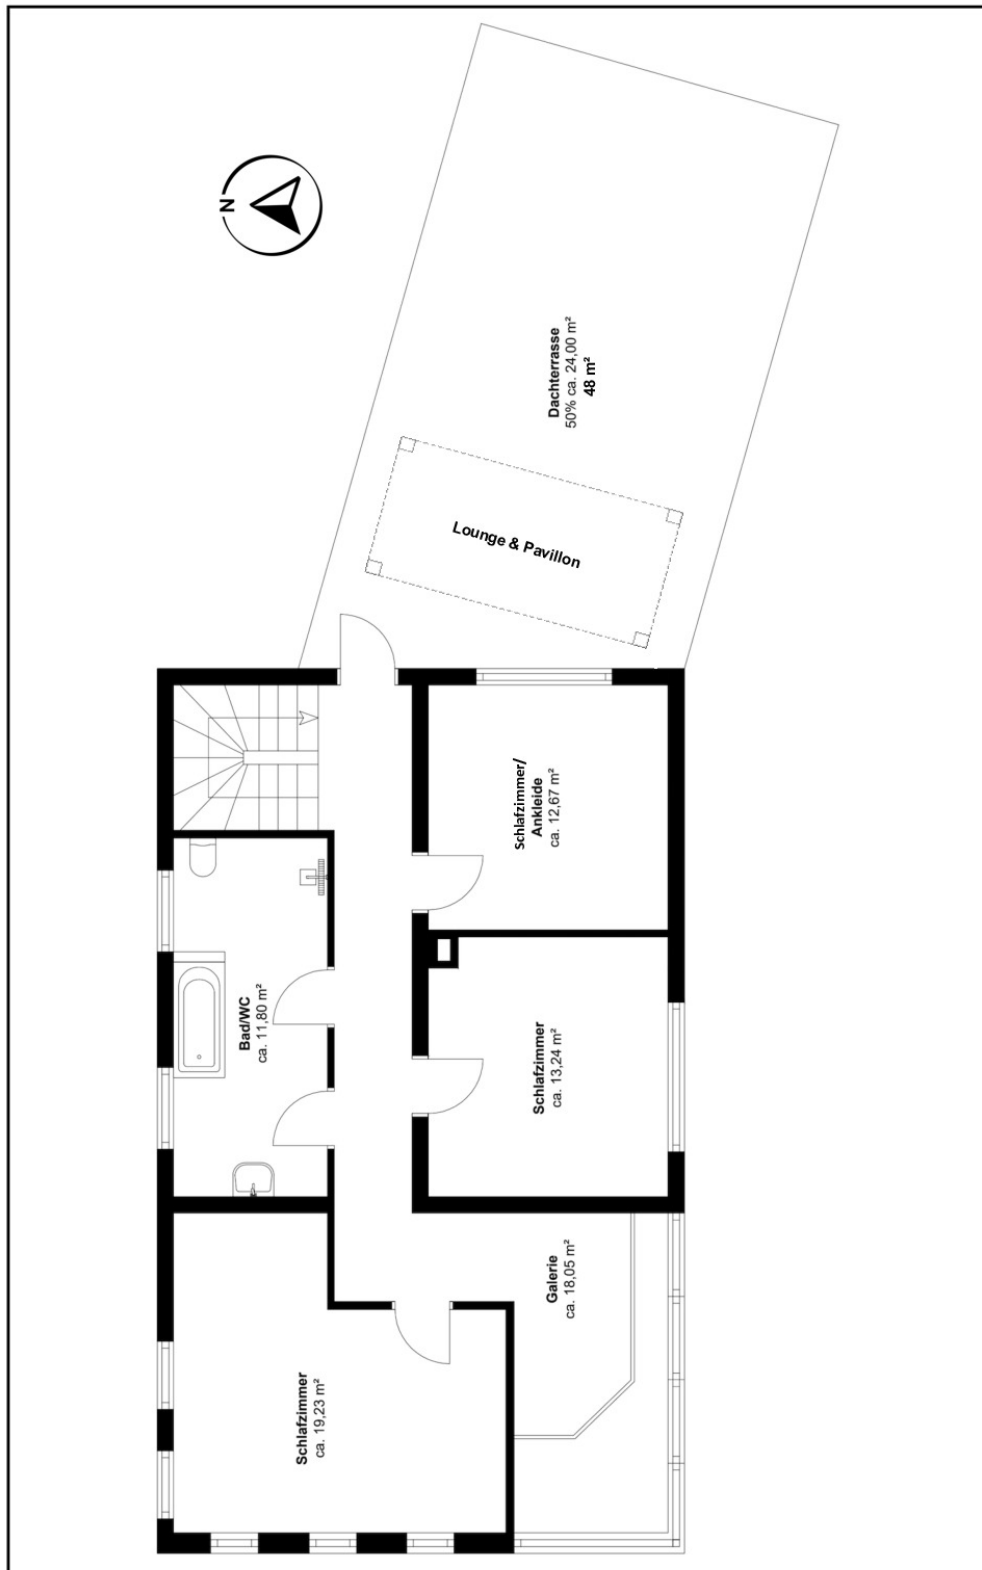 N
Dachterrasse
50% ca. 24,00 m²
48 m²
Lounge & Pavillon
Schlafzimmer/
Ankleide
ca. 12,67 m²
Bad/WC
ca. 11,80 m²
Schlafzimmer
ca. 13,24 m²
Galerie
ca. 18,05 m²
Schlafzimmer
ca. 19,23 m²